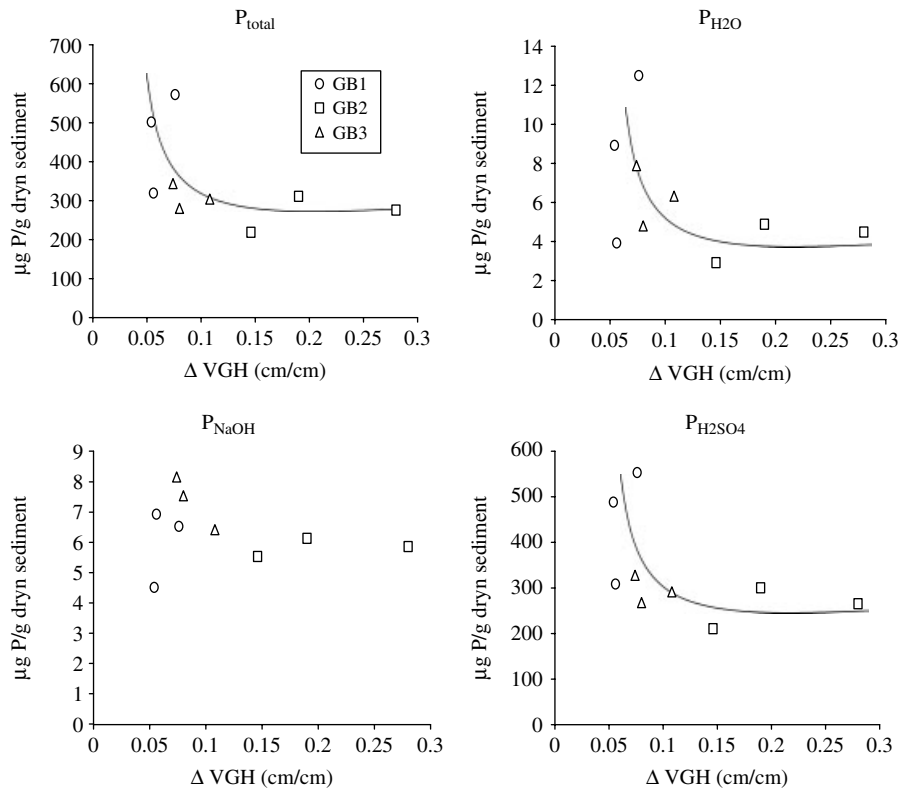 P_total
µg P/g dryn sediment
700
600
500
400
300
200
100
0
0 0.05 0.1 0.15 0.2 0.25 0.3
Δ VGH (cm/cm)
GB1
GB2
GB3
P_H2O
µg P/g dryn sediment
14
12
10
8
6
4
2
0
0 0.05 0.1 0.15 0.2 0.25 0.3
Δ VGH (cm/cm)
P_NaOH
µg P/g dryn sediment
9
8
7
6
5
4
3
2
1
0
0 0.05 0.1 0.15 0.2 0.25 0.3
Δ VGH (cm/cm)
P_H2SO4
µg P/g dryn sediment
600
500
400
300
200
100
0
0 0.05 0.1 0.15 0.2 0.25 0.3
Δ VGH (cm/cm)